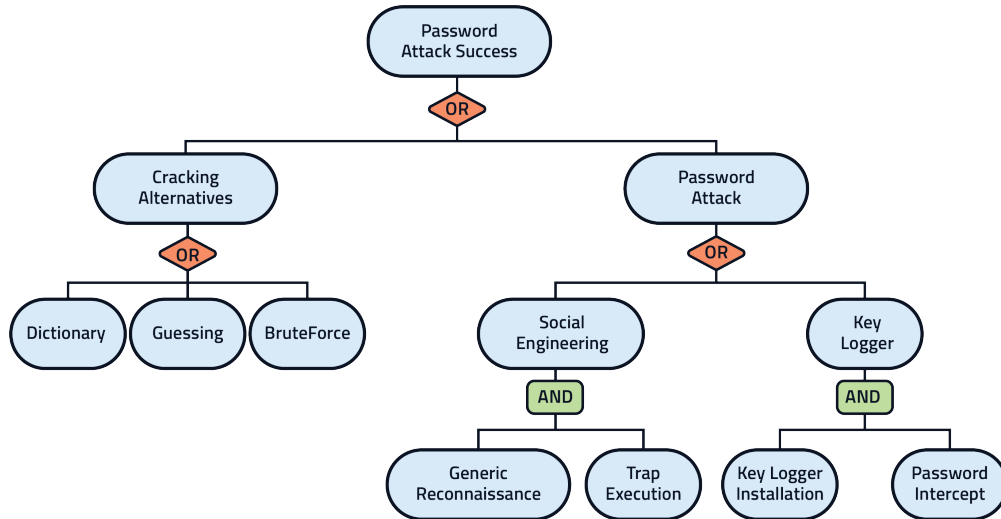 Password
Attack Success
OR
Cracking
Alternatives
Password
Attack
OR
OR
Dictionary
Guessing
BruteForce
Social
Engineering
Key
Logger
AND
AND
Generic
Reconnaissance
Trap
Execution
Key Logger
Installation
Password
Intercept